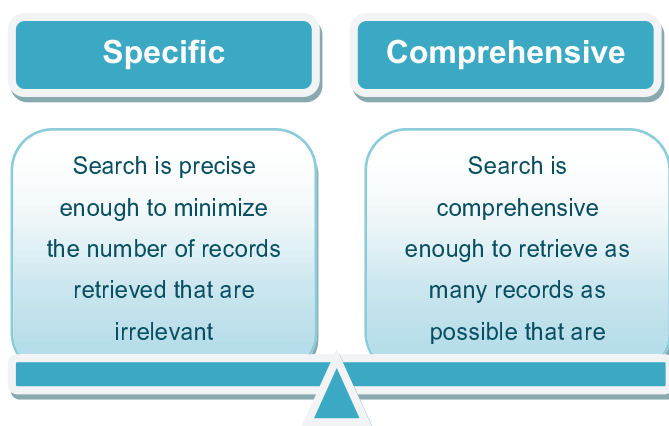 Specific
Comprehensive
Search is precise
enough to minimize
the number of records
retrieved that are
irrelevant
Search is
comprehensive
enough to retrieve as
many records as
possible that are